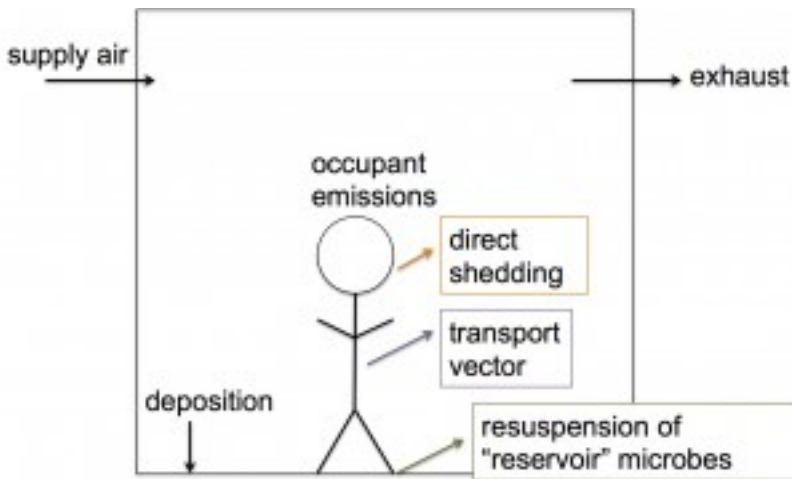 supply air
exhaust
occupant
emissions
direct
shedding
transport
vector
deposition
resuspension of
"reservoir" microbes